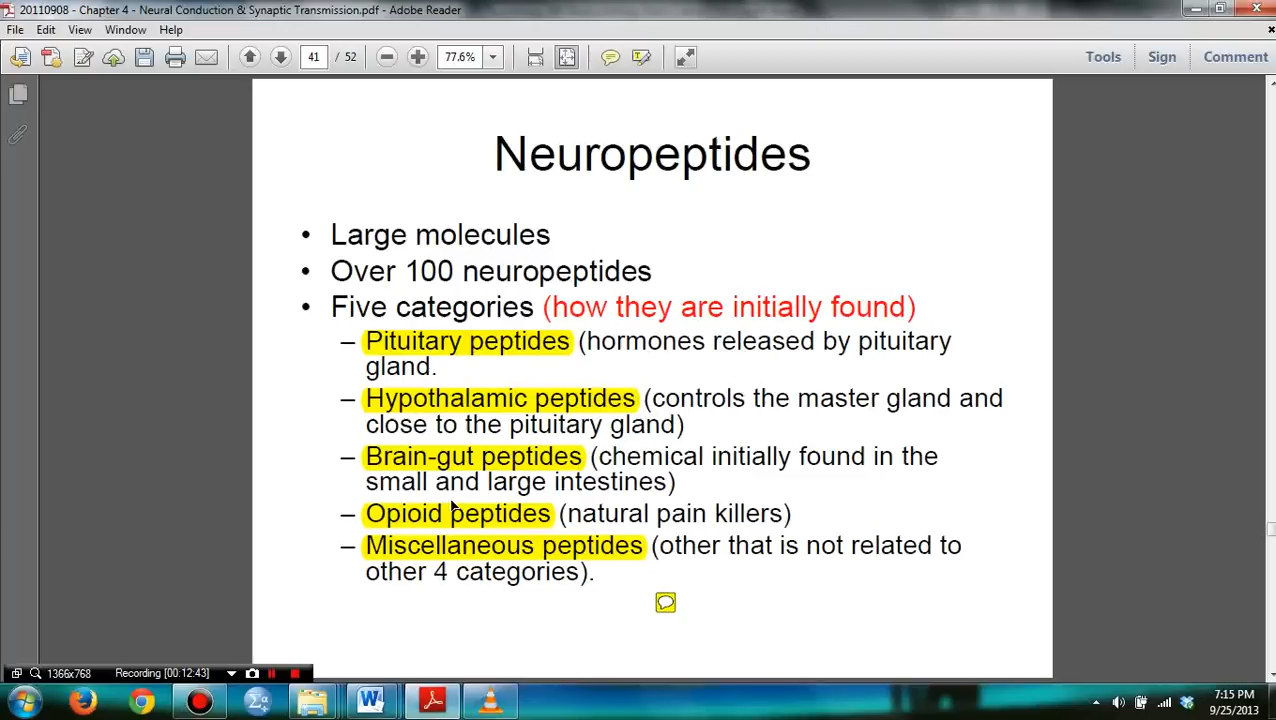 20110908 - Chapter 4 - Neural Conduction & Synaptic Transmission.pdf - Adobe Reader
File Edit View Window Help
41 / 52 77.6% Tools Sign Comment
Neuropeptides
• Large molecules
• Over 100 neuropeptides
• Five categories (how they are initially found)
– Pituitary peptides (hormones released by pituitary
gland.
– Hypothalamic peptides (controls the master gland and
close to the pituitary gland)
– Brain-gut peptides (chemical initially found in the
small and large intestines)
– Opioid peptides (natural pain killers)
– Miscellaneous peptides (other that is not related to
other 4 categories).
1366x768 Recording [00:12:43]
7:15 PM
9/25/2013